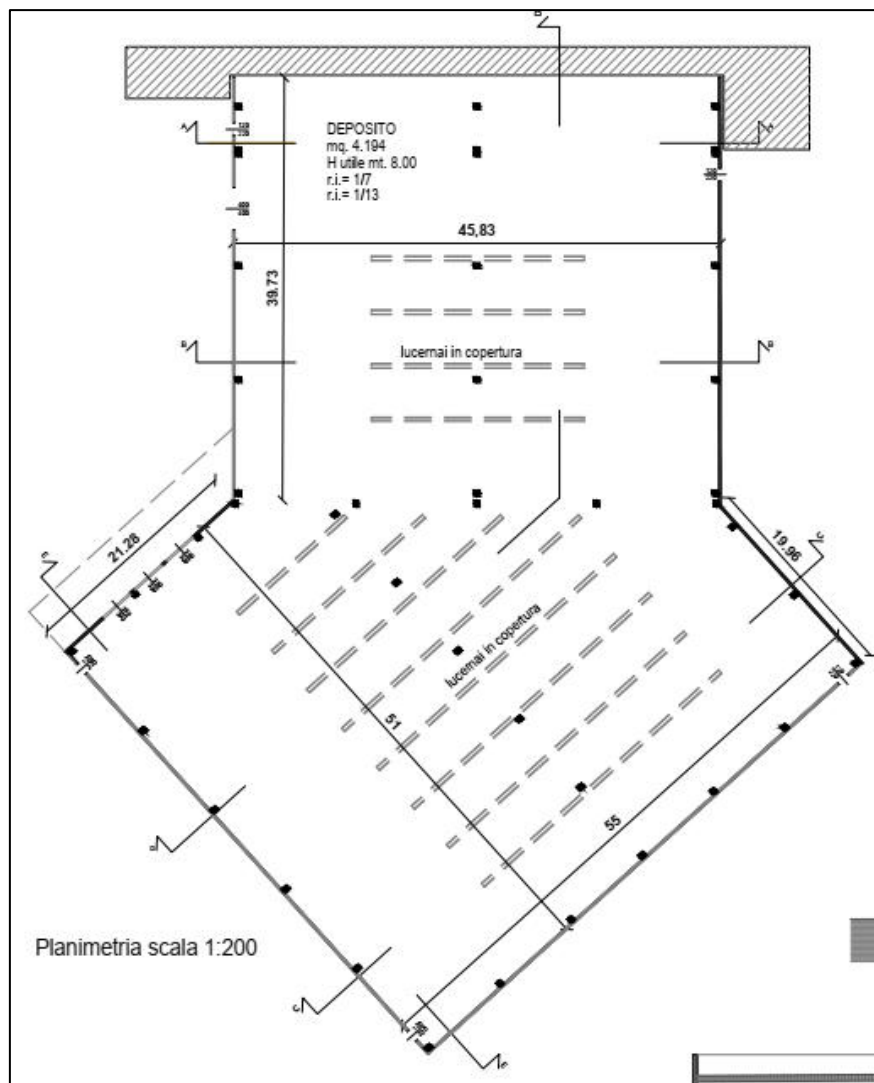 DEPOSITO
mq. 4.194
H utile mt. 8.00
r.i.= 1/7
r.i.= 1/13
A
A
45,83
39.73
B
lucernai in copertura
B
21.28
19.96
lucernai in copertura
51
55
Planimetria scala 1:200